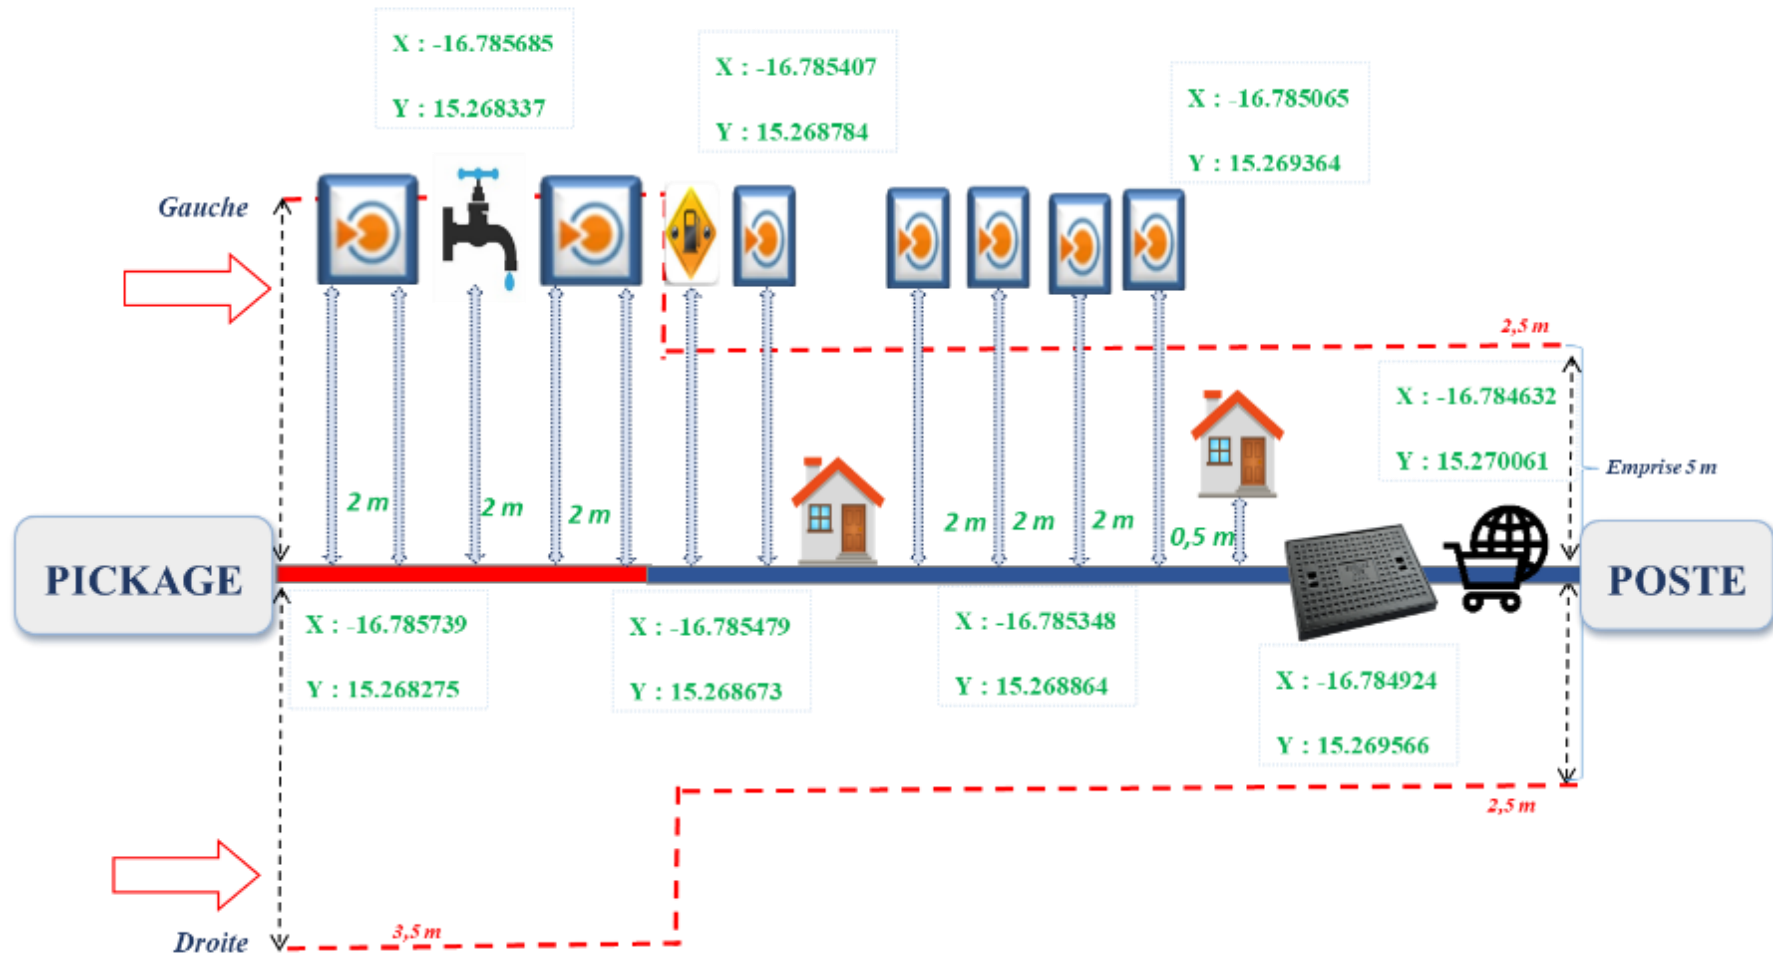 X : -16.785685
Y : 15.268337
X : -16.785407
Y : 15.268784
X : -16.785065
Y : 15.269364
Gauche
2,5 m
X : -16.784632
Y : 15.270061
Emprise 5 m
2 m
2 m
2 m
2 m
2 m
2 m
0,5 m
PICKAGE
POSTE
X : -16.785739
Y : 15.268275
X : -16.785479
Y : 15.268673
X : -16.785348
Y : 15.268864
X : -16.784924
Y : 15.269566
2,5 m
3,5 m
Droite